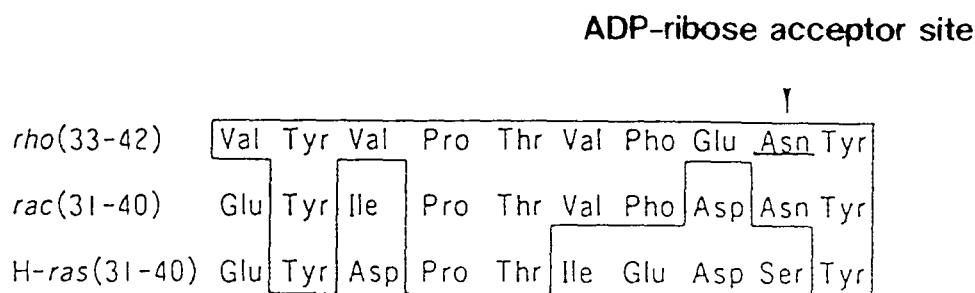 ADP-ribose acceptor site
rho(33-42) Val Tyr Val Pro Thr Val Pho Glu Asn Tyr
rac(31-40) Glu Tyr Ile Pro Thr Val Pho Asp Asn Tyr
H-ras(31-40) Glu Tyr Asp Pro Thr Ile Glu Asp Ser Tyr